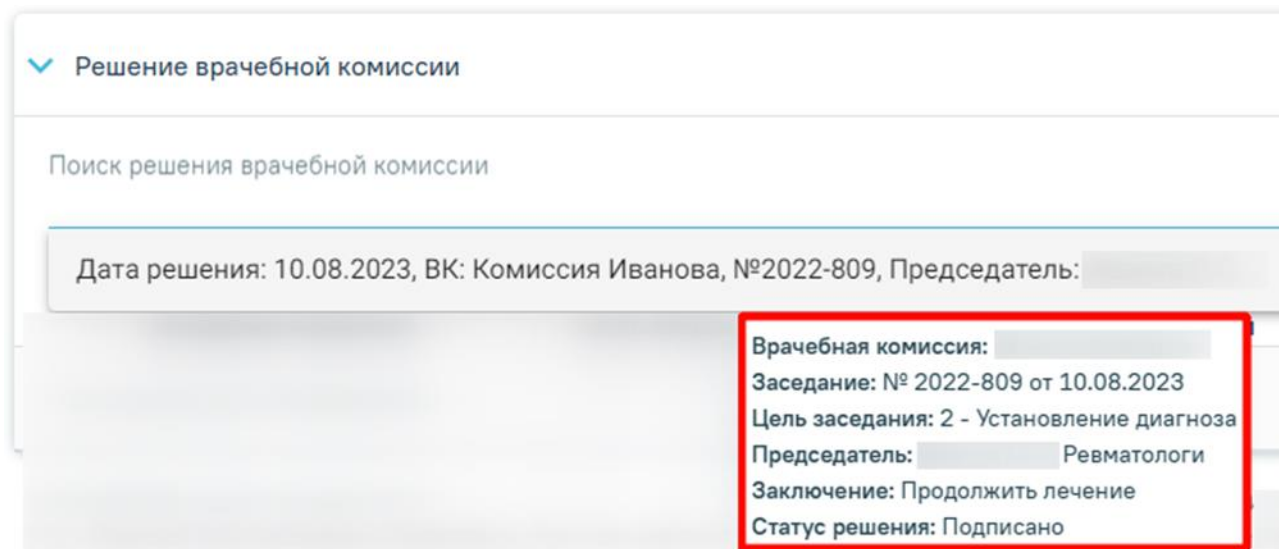 Решение врачебной комиссии
Поиск решения врачебной комиссии
Дата решения: 10.08.2023, ВК: Комиссия Иванова, №2022-809, Председатель:
Врачебная комиссия:
Заседание: № 2022-809 от 10.08.2023
Цель заседания: 2 - Установление диагноза
Председатель: Ревматологи
Заключение: Продолжить лечение
Статус решения: Подписано